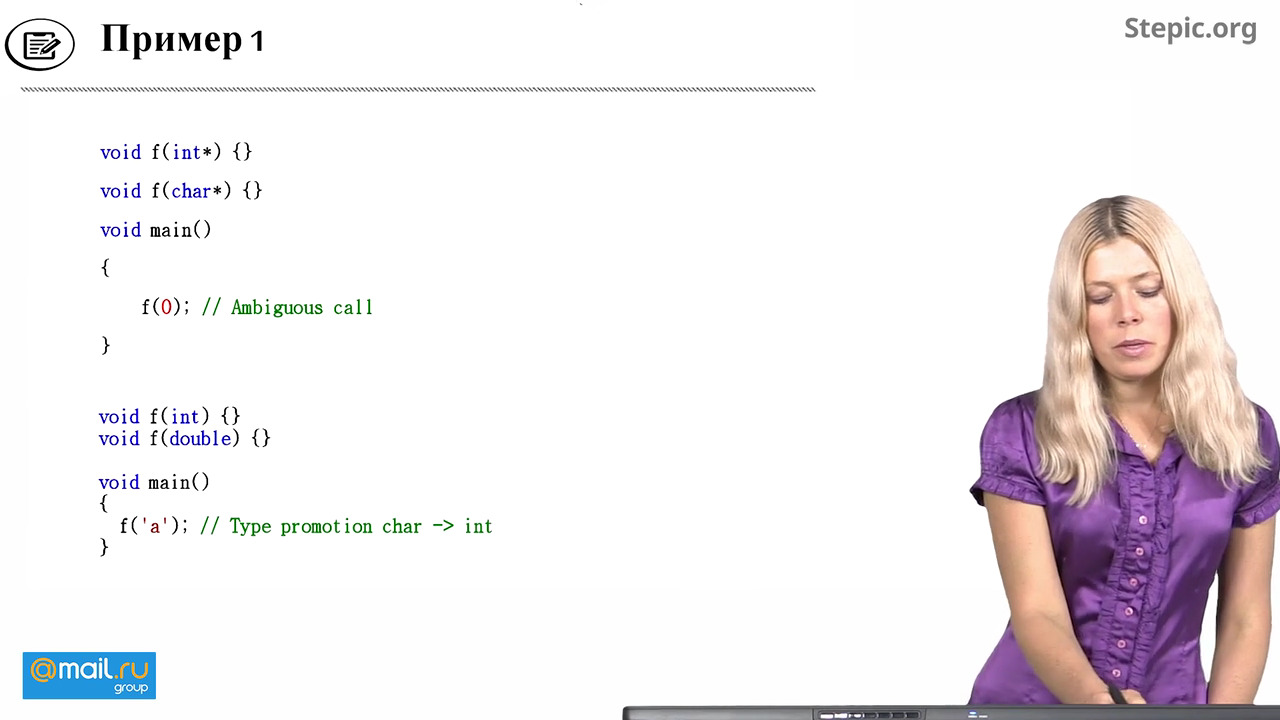 Пример 1
Stepic.org
void f(int*) {}
void f(char*) {}
void main()
{
f(0); // Ambiguous call
}
void f(int) {}
void f(double) {}
void main()
{
f('a'); // Type promotion char -> int
}
@mail.ru
group